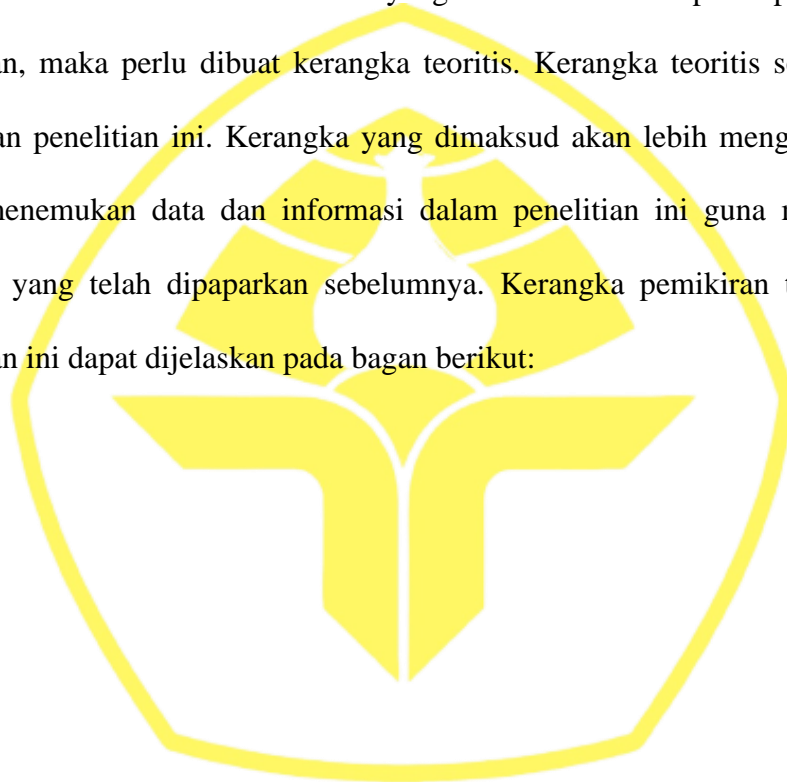 yang
an, maka perlu dibuat kerangka teoritis. Kerangka teoritis
an penelitian ini. Kerangka yang dimaksud akan lebih
menemukan data dan informasi dalam penelitian ini guna
yang telah dipaparkan sebelumnya. Kerangka pemikiran
an ini dapat dijelaskan pada bagan berikut: